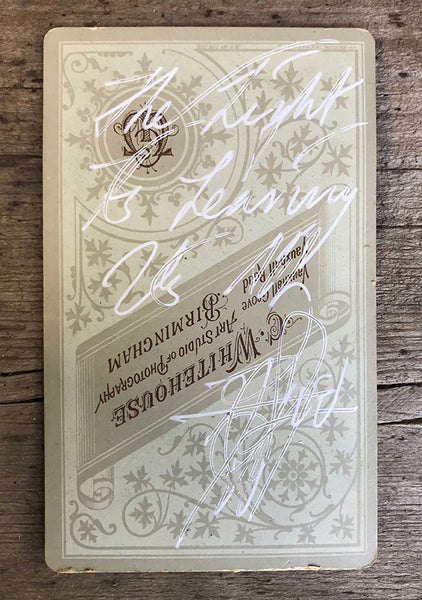 The Light
Is Leaving
Us All
C. WHITEHOUSE
ART STUDIO OF PHOTOGRAPHY
Vauxhall Grove
Vauxhall Road
BIRMINGHAM